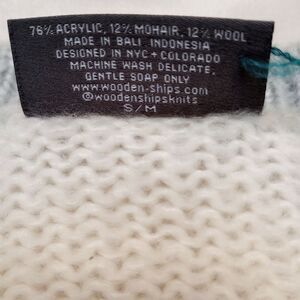 76% ACRYLIC, 12% MOHAIR, 12% WOOL
MADE IN BALI INDONESIA
DESIGNED IN NYC + COLORADO
MACHINE WASH DELICATE,
GENTLE SOAP ONLY
www.wooden-ships.com
@woodenshipsknits
S/M